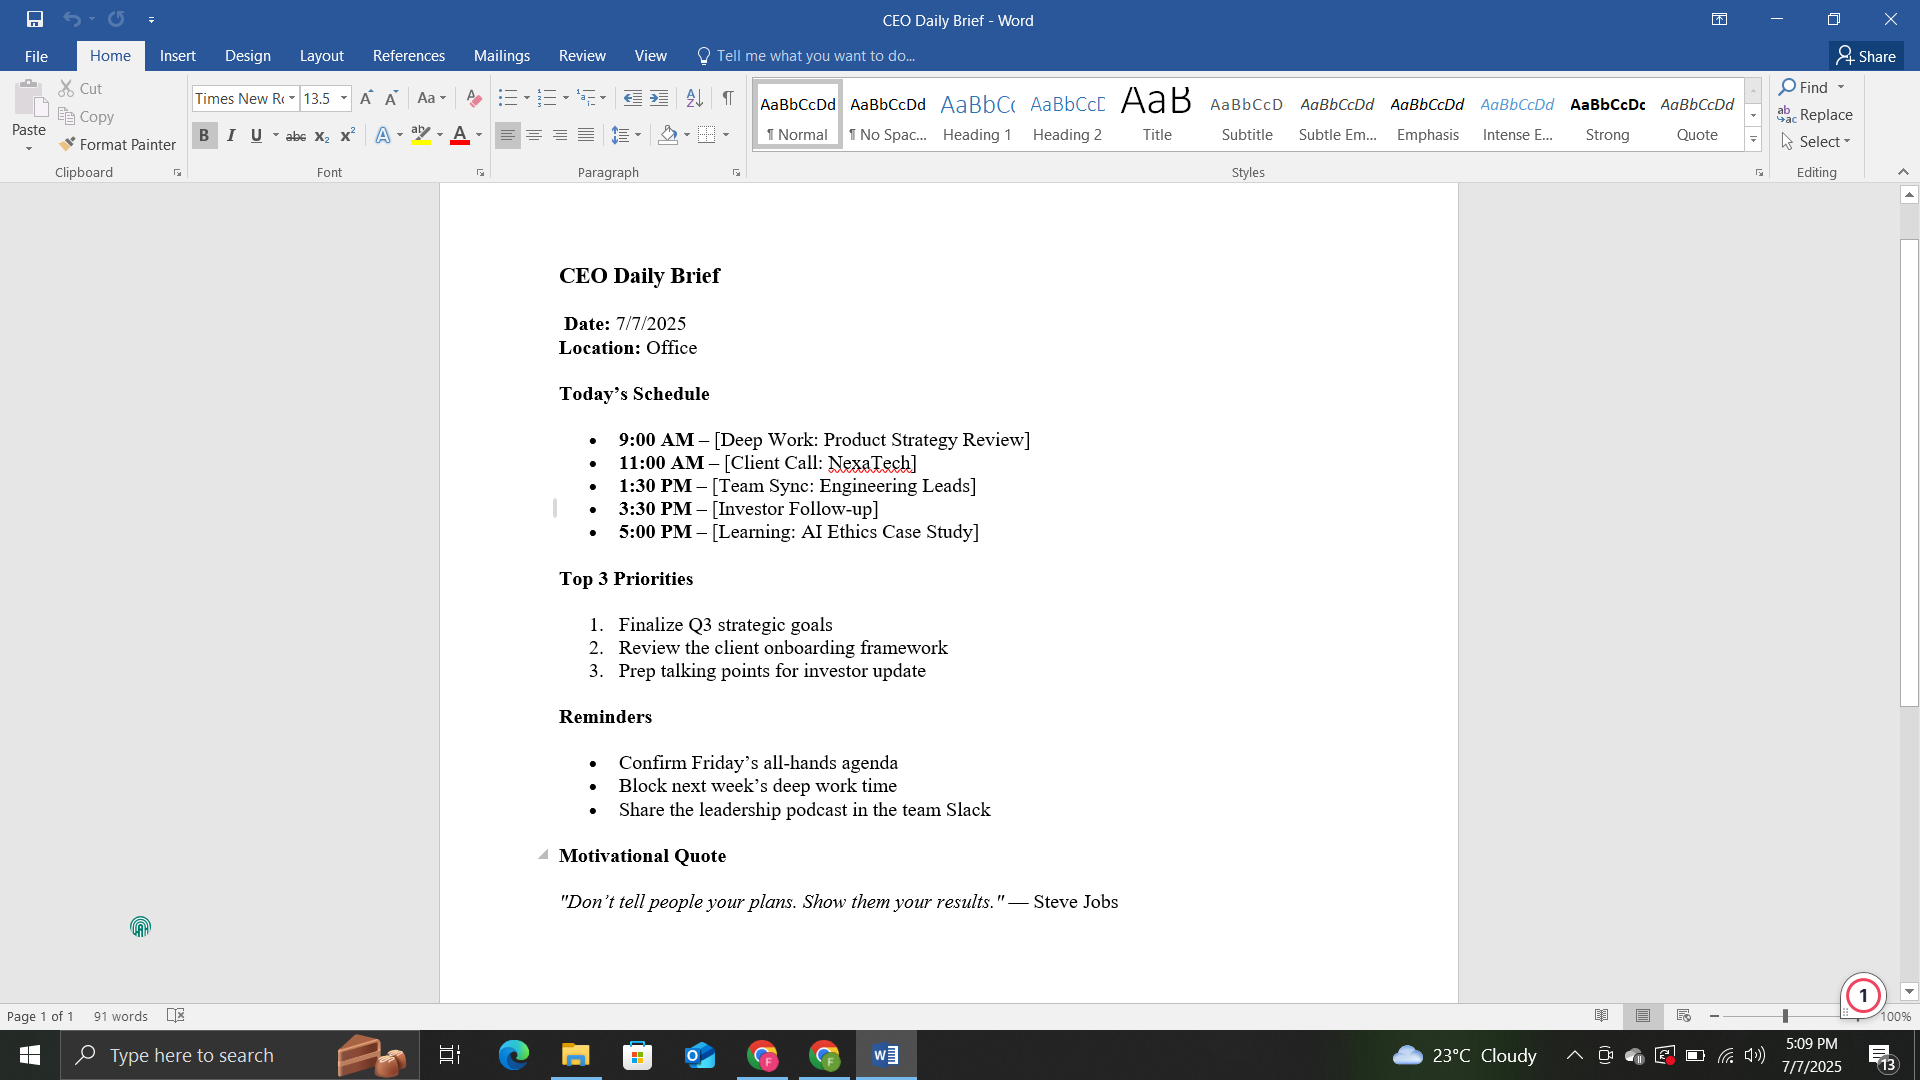 CEO Daily Brief - Word
File Home Insert Design Layout References Mailings Review View Tell me what you want to do... Share
Paste
Cut
Copy
Format Painter
Clipboard
Times New Ro 13.5
Aa
B I U abc X₂ X² A ab A
Font
Paragraph
AaBbCcDd AaBbCcDd AaBbCc AaBbCcD AaB AaBbCcD AaBbCcDd AaBbCcDd AaBbCcDd AaBbCcDc AaBbCcDd
¶ Normal ¶ No Spac... Heading 1 Heading 2 Title Subtitle Subtle Em... Emphasis Intense E... Strong Quote
Styles
Find
Replace
Select
Editing
CEO Daily Brief
Date: 7/7/2025
Location: Office
Today’s Schedule
• 9:00 AM – [Deep Work: Product Strategy Review]
• 11:00 AM – [Client Call: NexaTech]
• 1:30 PM – [Team Sync: Engineering Leads]
• 3:30 PM – [Investor Follow-up]
• 5:00 PM – [Learning: AI Ethics Case Study]
Top 3 Priorities
1. Finalize Q3 strategic goals
2. Review the client onboarding framework
3. Prep talking points for investor update
Reminders
• Confirm Friday’s all-hands agenda
• Block next week’s deep work time
• Share the leadership podcast in the team Slack
Motivational Quote
"Don’t tell people your plans. Show them your results." — Steve Jobs
1
Page 1 of 1 91 words 100%
Type here to search
23°C Cloudy
5:09 PM
7/7/2025
13